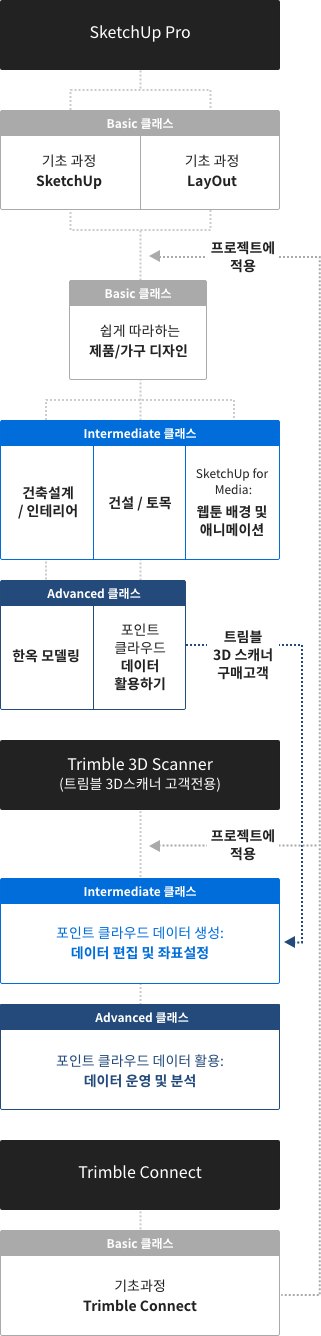 SketchUp Pro
Basic 클래스
기초 과정
SketchUp
기초 과정
LayOut
프로젝트에
적용
Basic 클래스
쉽게 따라하는
제품/가구 디자인
Intermediate 클래스
건축설계
/ 인테리어
건설 / 토목
SketchUp for
Media:
웹툰 배경 및
애니메이션
Advanced 클래스
한옥 모델링
포인트
클라우드
데이터
활용하기
트림블
3D 스캐너
구매고객
Trimble 3D Scanner
(트림블 3D스캐너 고객전용)
프로젝트에
적용
Intermediate 클래스
포인트 클라우드 데이터 생성:
데이터 편집 및 좌표설정
Advanced 클래스
포인트 클라우드 데이터 활용:
데이터 운영 및 분석
Trimble Connect
Basic 클래스
기초과정
Trimble Connect